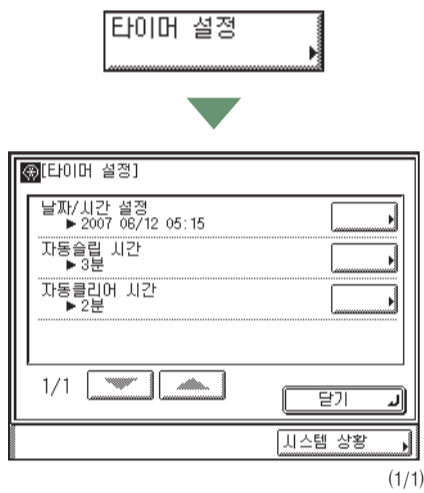 타이머 설정
[타이머 설정]
날짜/시간 설정
▶ 2007 06/12 05:15
자동슬립 시간
▶ 3분
자동클리어 시간
▶ 2분
1/1
닫기
시스템 상황
(1/1)